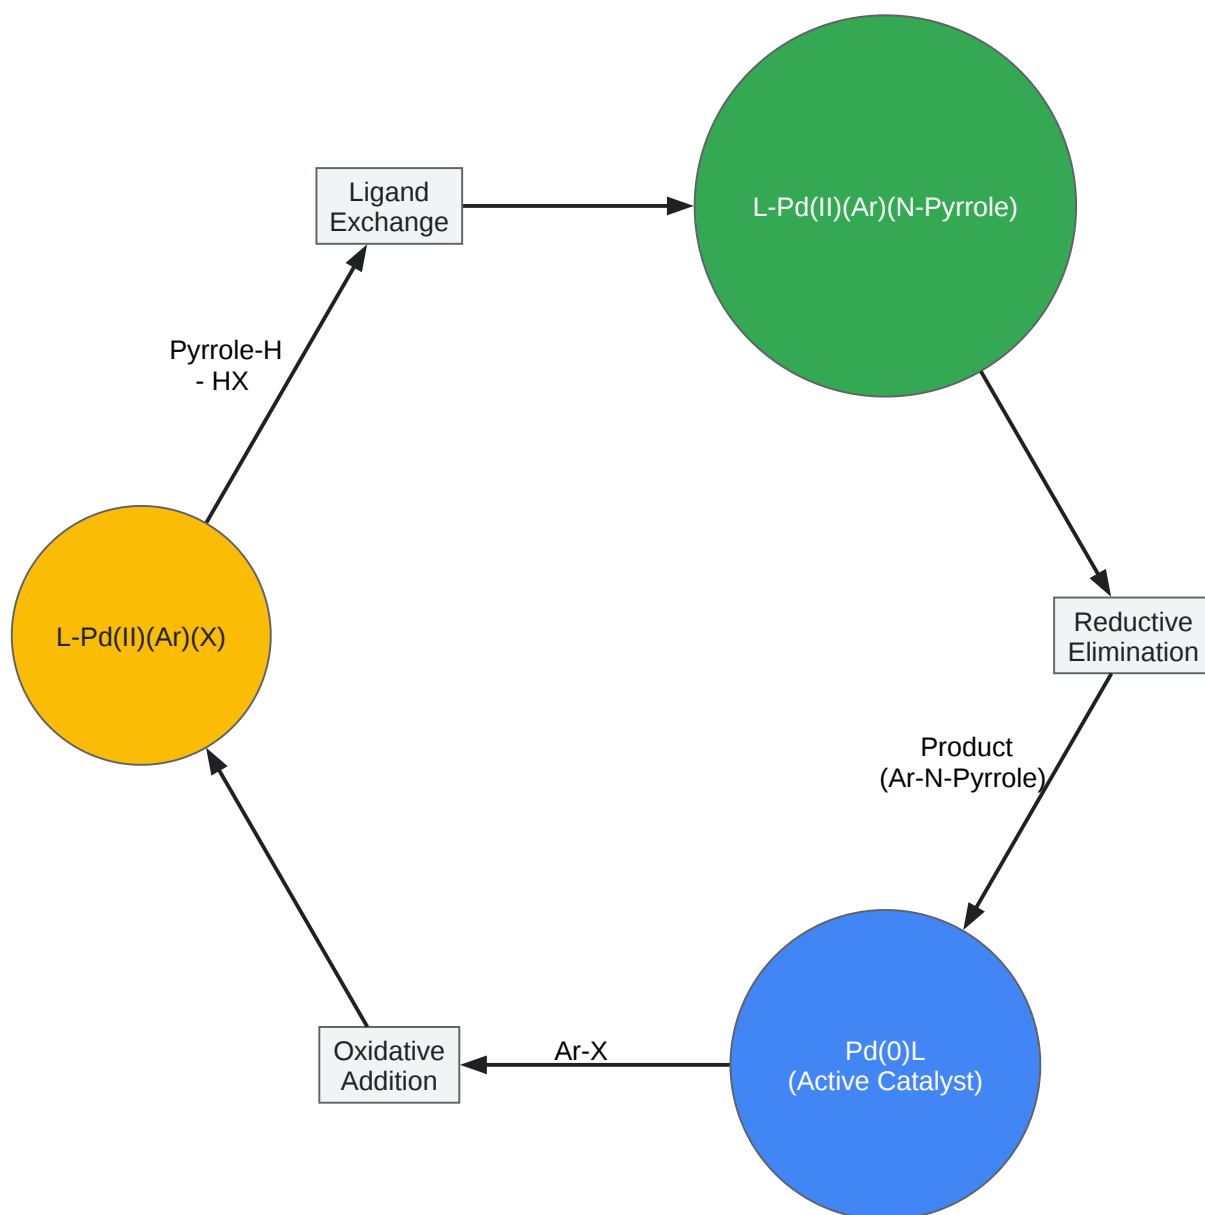 Ligand
Exchange
L-Pd(II)(Ar)(N-Pyrrole)
Pyrrole-H
- HX
L-Pd(II)(Ar)(X)
Reductive
Elimination
Product
(Ar-N-Pyrrole)
Oxidative
Addition
Ar-X
Pd(0)L
(Active Catalyst)